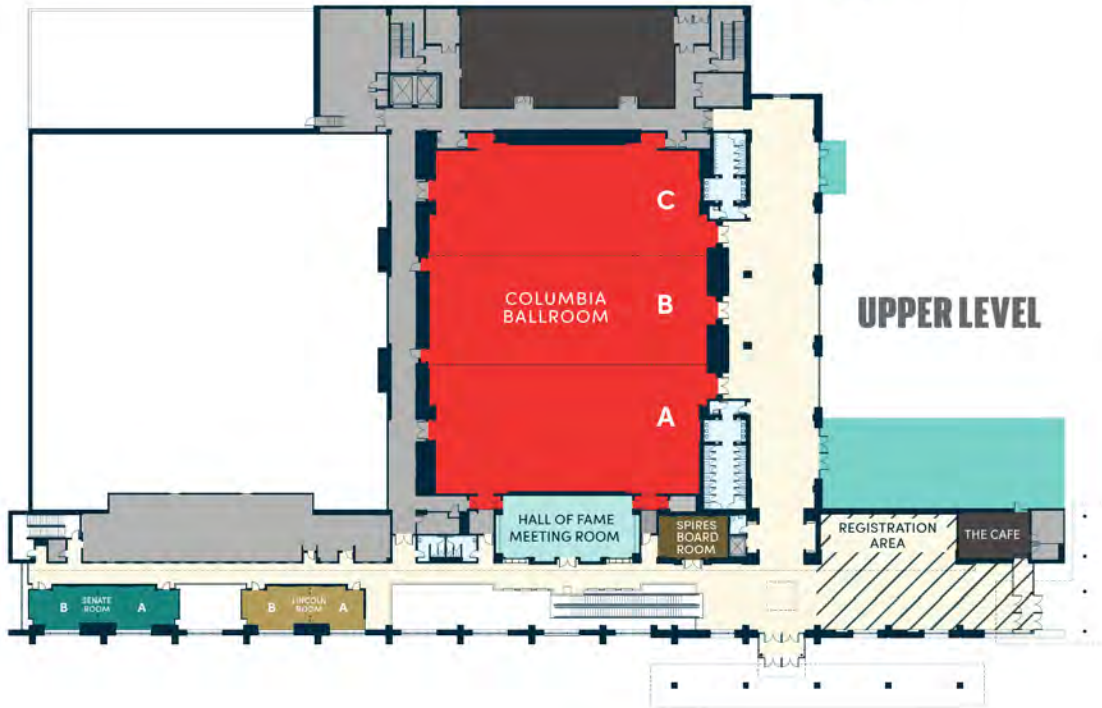 C
COLUMBIA
BALLROOM
B
UPPER LEVEL
A
HALL OF FAME
MEETING ROOM
SPIRES
BOARD
ROOM
REGISTRATION
AREA
THE CAFE
B
SENATE
ROOM
A
B
LINCOLN
ROOM
A